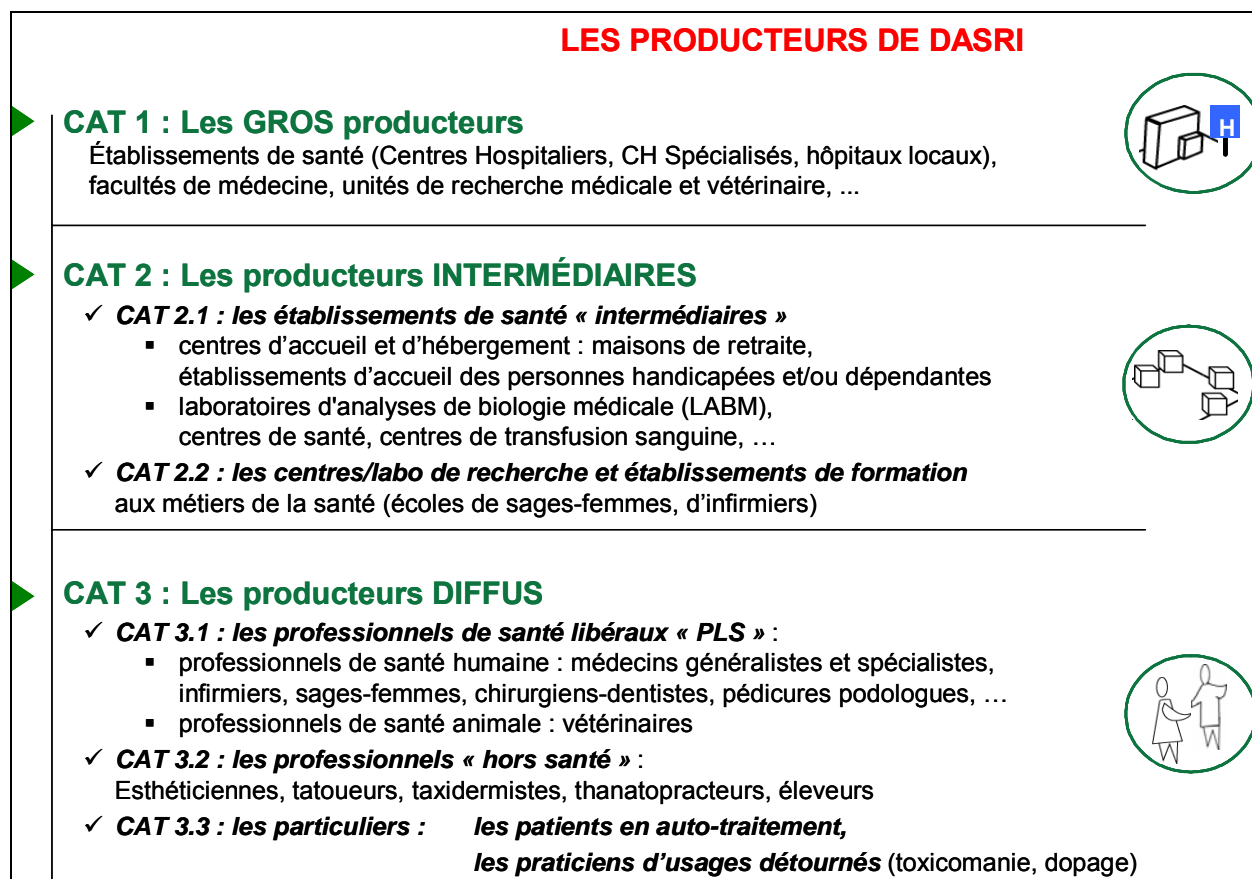 LES PRODUCTEURS DE DASRI
CAT 1 : Les GROS producteurs
Établissements de santé (Centres Hospitaliers, CH Spécialisés, hôpitaux locaux),
facultés de médecine, unités de recherche médicale et vétérinaire, ...
H
CAT 2 : Les producteurs INTERMÉDIAIRES
✓ CAT 2.1 : les établissements de santé « intermédiaires »
▪ centres d’accueil et d’hébergement : maisons de retraite,
établissements d’accueil des personnes handicapées et/ou dépendantes
▪ laboratoires d'analyses de biologie médicale (LABM),
centres de santé, centres de transfusion sanguine, …
✓ CAT 2.2 : les centres/labo de recherche et établissements de formation
aux métiers de la santé (écoles de sages-femmes, d’infirmiers)
CAT 3 : Les producteurs DIFFUS
✓ CAT 3.1 : les professionnels de santé libéraux « PLS » :
▪ professionnels de santé humaine : médecins généralistes et spécialistes,
infirmiers, sages-femmes, chirurgiens-dentistes, pédicures podologues, …
▪ professionnels de santé animale : vétérinaires
✓ CAT 3.2 : les professionnels « hors santé » :
Esthéticiennes, tatoueurs, taxidermistes, thanatopracteurs, éleveurs
✓ CAT 3.3 : les particuliers : les patients en auto-traitement,
les praticiens d’usages détournés (toxicomanie, dopage)